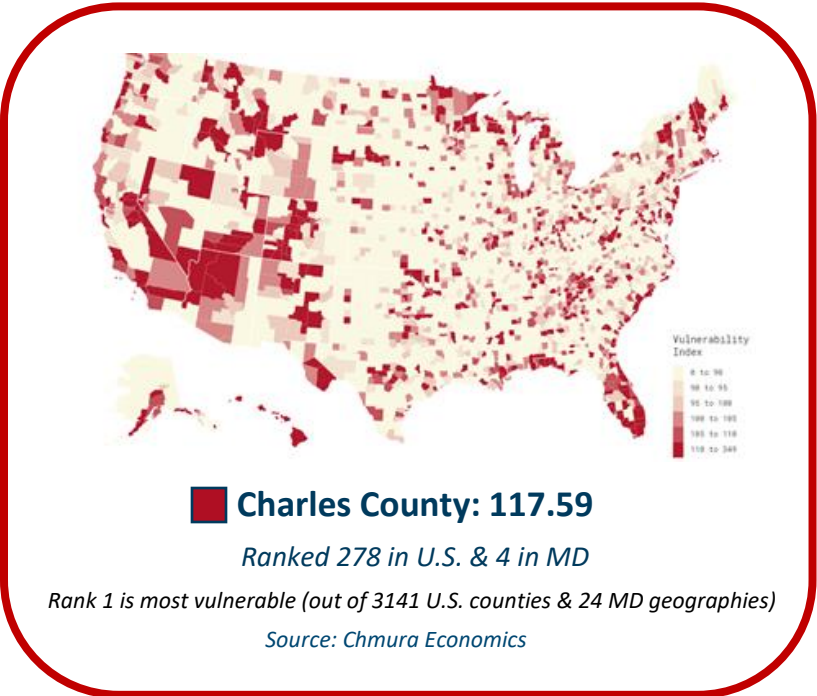 Vulnerability
Index
0 to 90
90 to 95
95 to 100
100 to 105
105 to 110
110 to 349
Charles County: 117.59
Ranked 278 in U.S. & 4 in MD
Rank 1 is most vulnerable (out of 3141 U.S. counties & 24 MD geographies)
Source: Chmura Economics